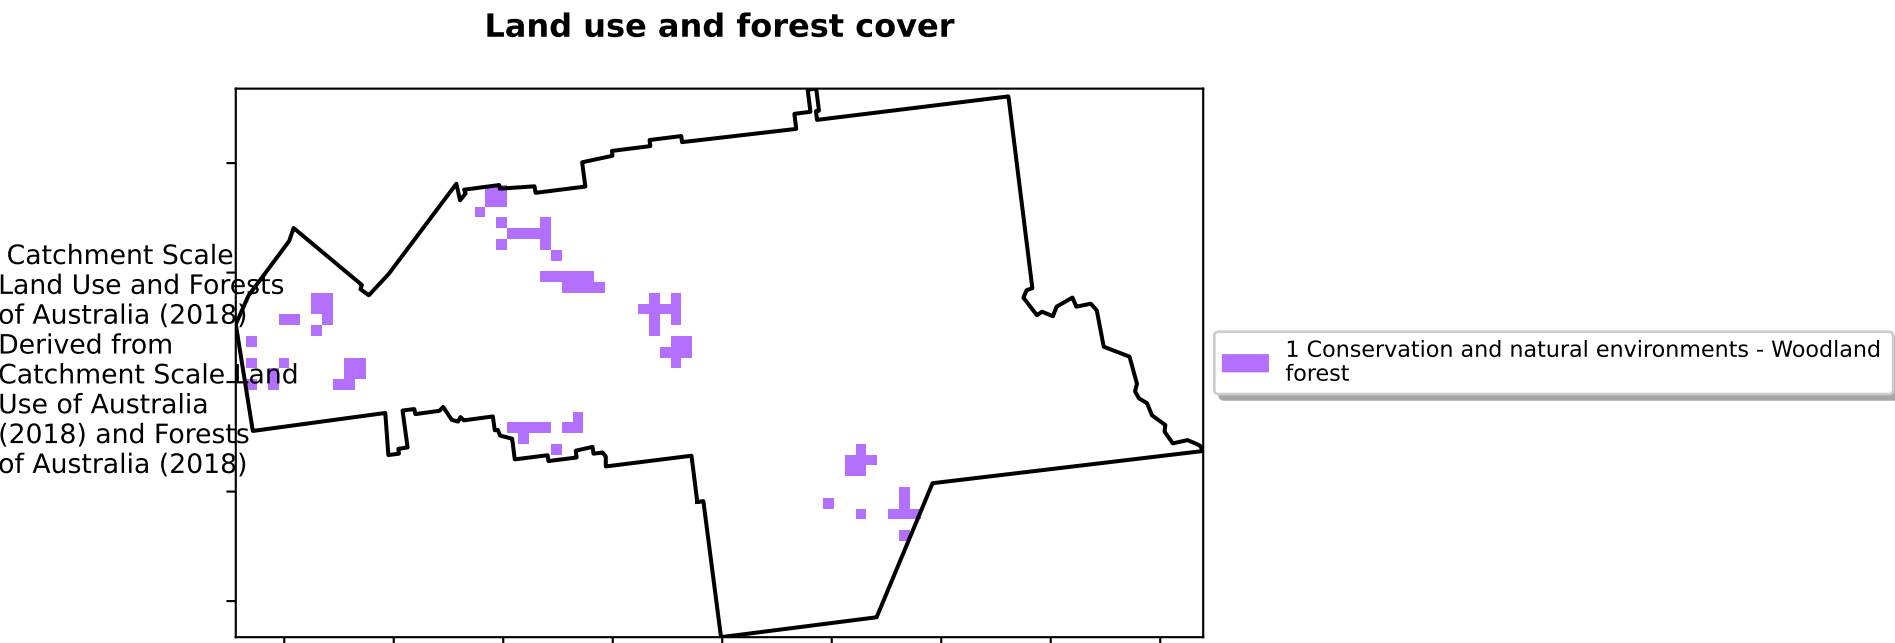 Land use and forest cover
Catchment Scale
Land Use and Forests
of Australia (2018)
Derived from
Catchment Scale Land
Use of Australia
(2018) and Forests
of Australia (2018)
1 Conservation and natural environments - Woodland
forest